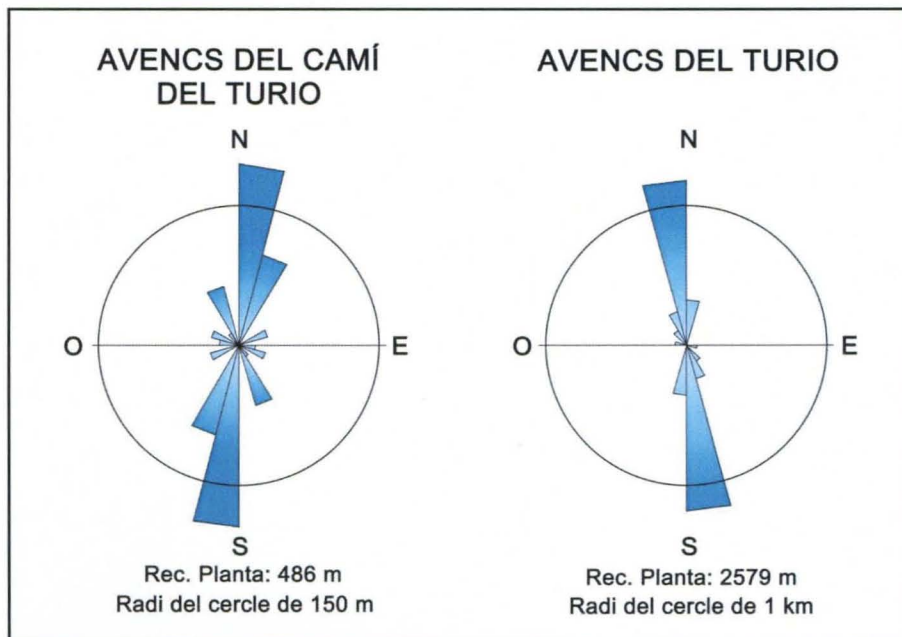 AVENCS DEL CAMÍ
DEL TURIO
N
O
E
S
Rec. Planta: 486 m
Radi del cercle de 150 m
AVENCS DEL TURIO
N
O
E
S
Rec. Planta: 2579 m
Radi del cercle de 1 km